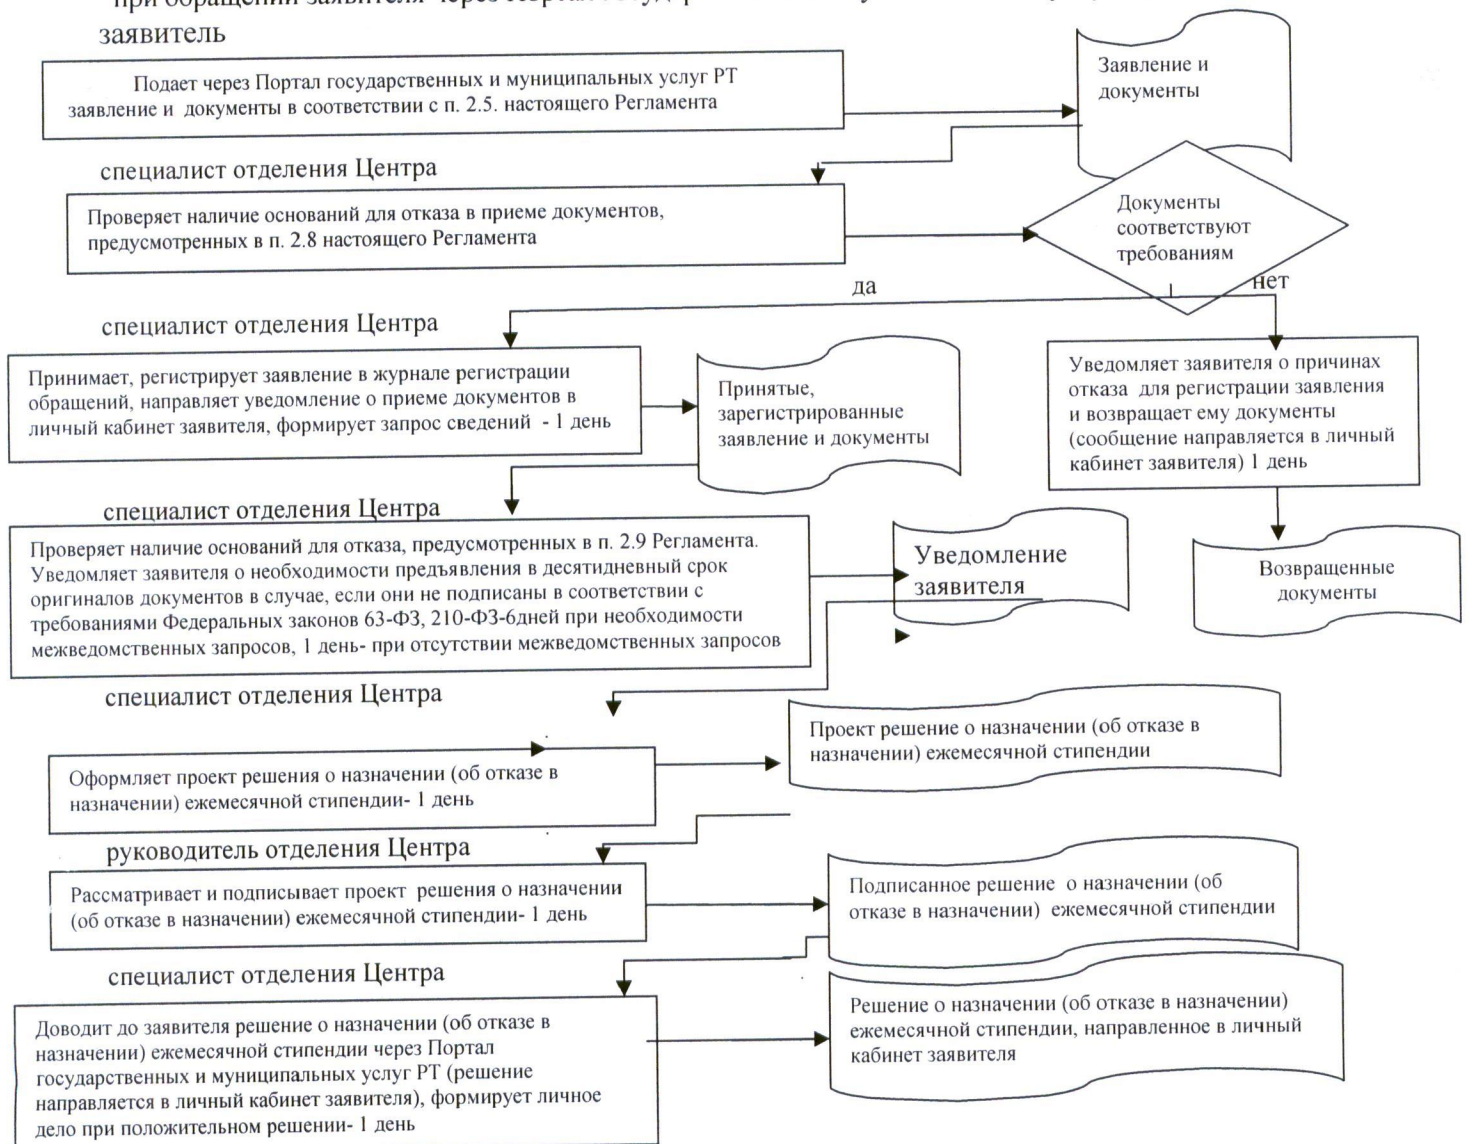 заявитель
Подает через Портал государственных и муниципальных услуг РТ
заявление и документы в соответствии с п. 2.5. настоящего Регламента
Заявление и
документы
специалист отделения Центра
Проверяет наличие оснований для отказа в приеме документов,
предусмотренных в п. 2.8 настоящего Регламента
Документы
соответствуют
требованиям
да
нет
специалист отделения Центра
Принимает, регистрирует заявление в журнале регистрации
обращений, направляет уведомление о приеме документов в
личный кабинет заявителя, формирует запрос сведений - 1 день
Принятые,
зарегистрированные
заявление и документы
Уведомляет заявителя о причинах
отказа для регистрации заявления
и возвращает ему документы
(сообщение направляется в личный
кабинет заявителя) 1 день
специалист отделения Центра
Проверяет наличие оснований для отказа, предусмотренных в п. 2.9 Регламента.
Уведомляет заявителя о необходимости предъявления в десятидневный срок
оригиналов документов в случае, если они не подписаны в соответствии с
требованиями Федеральных законов 63-ФЗ, 210-ФЗ-6дней при необходимости
межведомственных запросов, 1 день- при отсутствии межведомственных запросов
Уведомление
заявителя
Возвращенные
документы
специалист отделения Центра
Оформляет проект решения о назначении (об отказе в
назначении) ежемесячной стипендии- 1 день
Проект решение о назначении (об отказе в
назначении) ежемесячной стипендии
руководитель отделения Центра
Рассматривает и подписывает проект решения о назначении
(об отказе в назначении) ежемесячной стипендии- 1 день
Подписанное решение о назначении (об
отказе в назначении) ежемесячной стипендии
специалист отделения Центра
Доводит до заявителя решение о назначении (об отказе в
назначении) ежемесячной стипендии через Портал
государственных и муниципальных услуг РТ (решение
направляется в личный кабинет заявителя), формирует личное
дело при положительном решении- 1 день
Решение о назначении (об отказе в назначении)
ежемесячной стипендии, направленное в личный
кабинет заявителя